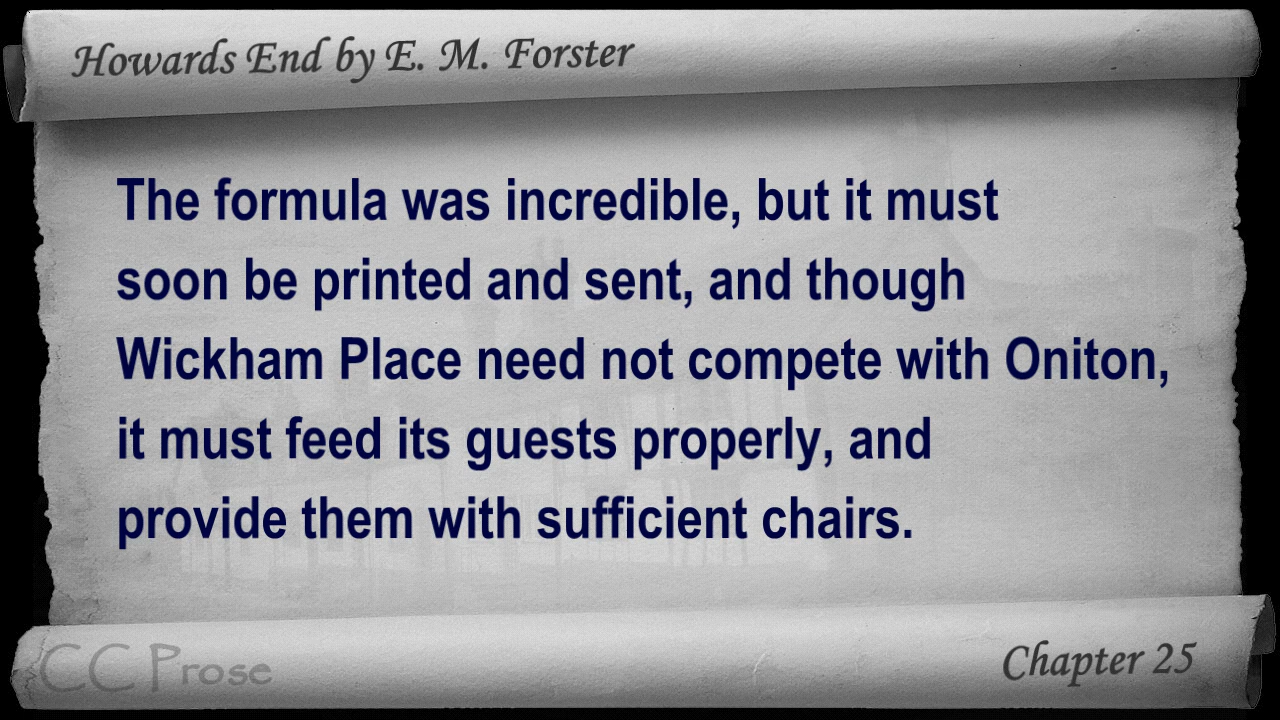 Howards End by E. M. Forster
The formula was incredible, but it must
soon be printed and sent, and though
Wickham Place need not compete with Oniton,
it must feed its guests properly, and
provide them with sufficient chairs.
CC Prose
Chapter 25